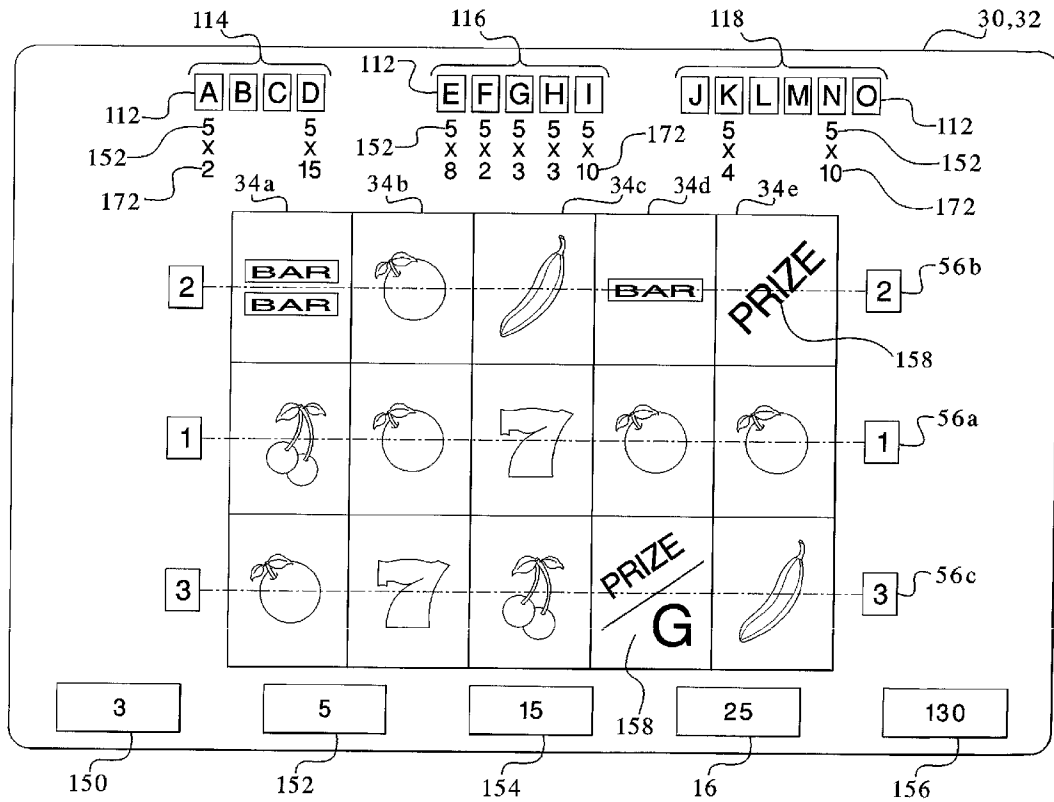 114 116 118 30,32
112 A B C D 112 E F G H I J K L M N O 112
152 5 5 152 5 5 5 5 5 172 5 5 152
X X X X X X X X X
172 2 15 8 2 3 3 10 4 10 172
34a 34b 34c 34d 34e
2 BAR BAR PRIZE 2 56b
BAR
158
1 7 1 56a
3 7 PRIZE 3 56c
G
158
3 5 15 25 130
150 152 154 16 156